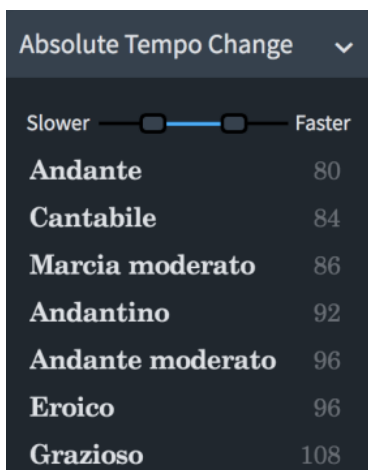 Absolute Tempo Change
Slower Faster
Andante 80
Cantabile 84
Marcia moderato 86
Andantino 92
Andante moderato 96
Eroico 96
Grazioso 108